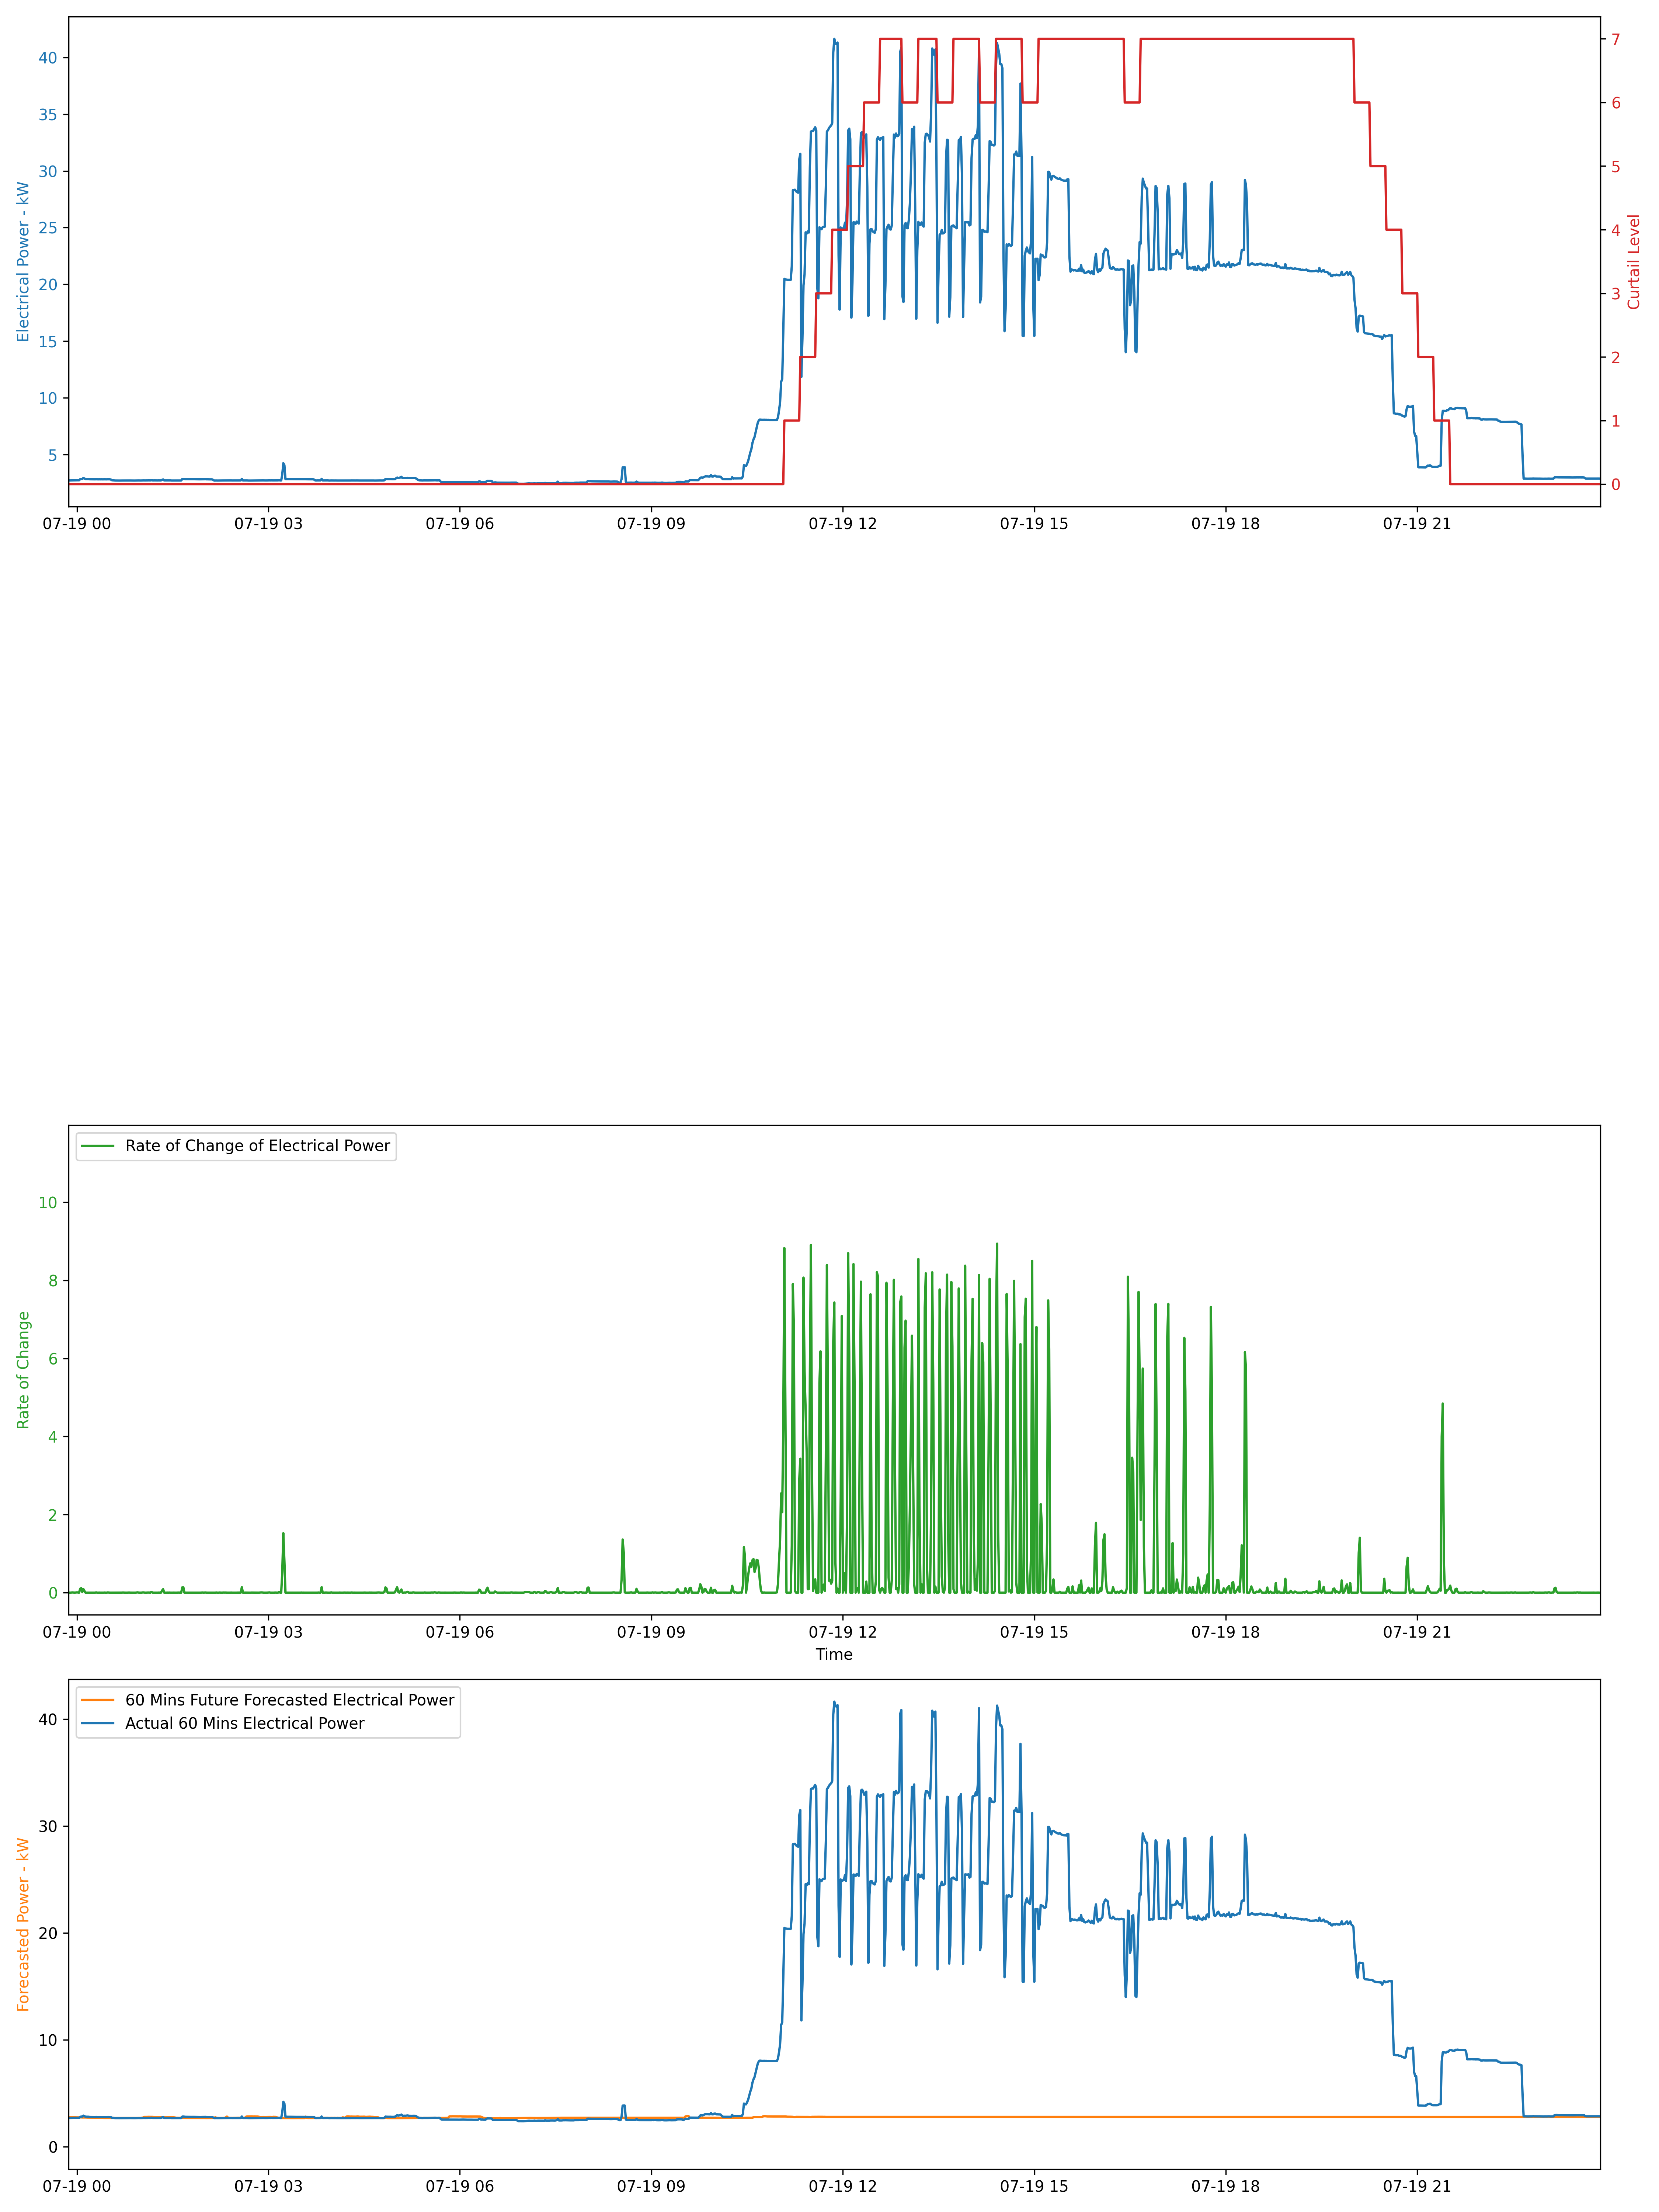 40
35
30
25
20
15
10
5
Electrical Power - kW
7
6
5
4
3
2
1
0
Curtail Level
07-19 00 07-19 03 07-19 06 07-19 09 07-19 12 07-19 15 07-19 18 07-19 21
Rate of Change of Electrical Power
10
8
6
4
2
0
Rate of Change
07-19 00 07-19 03 07-19 06 07-19 09 07-19 12 07-19 15 07-19 18 07-19 21
Time
60 Mins Future Forecasted Electrical Power
Actual 60 Mins Electrical Power
40
30
20
10
0
Forecasted Power - kW
07-19 00 07-19 03 07-19 06 07-19 09 07-19 12 07-19 15 07-19 18 07-19 21